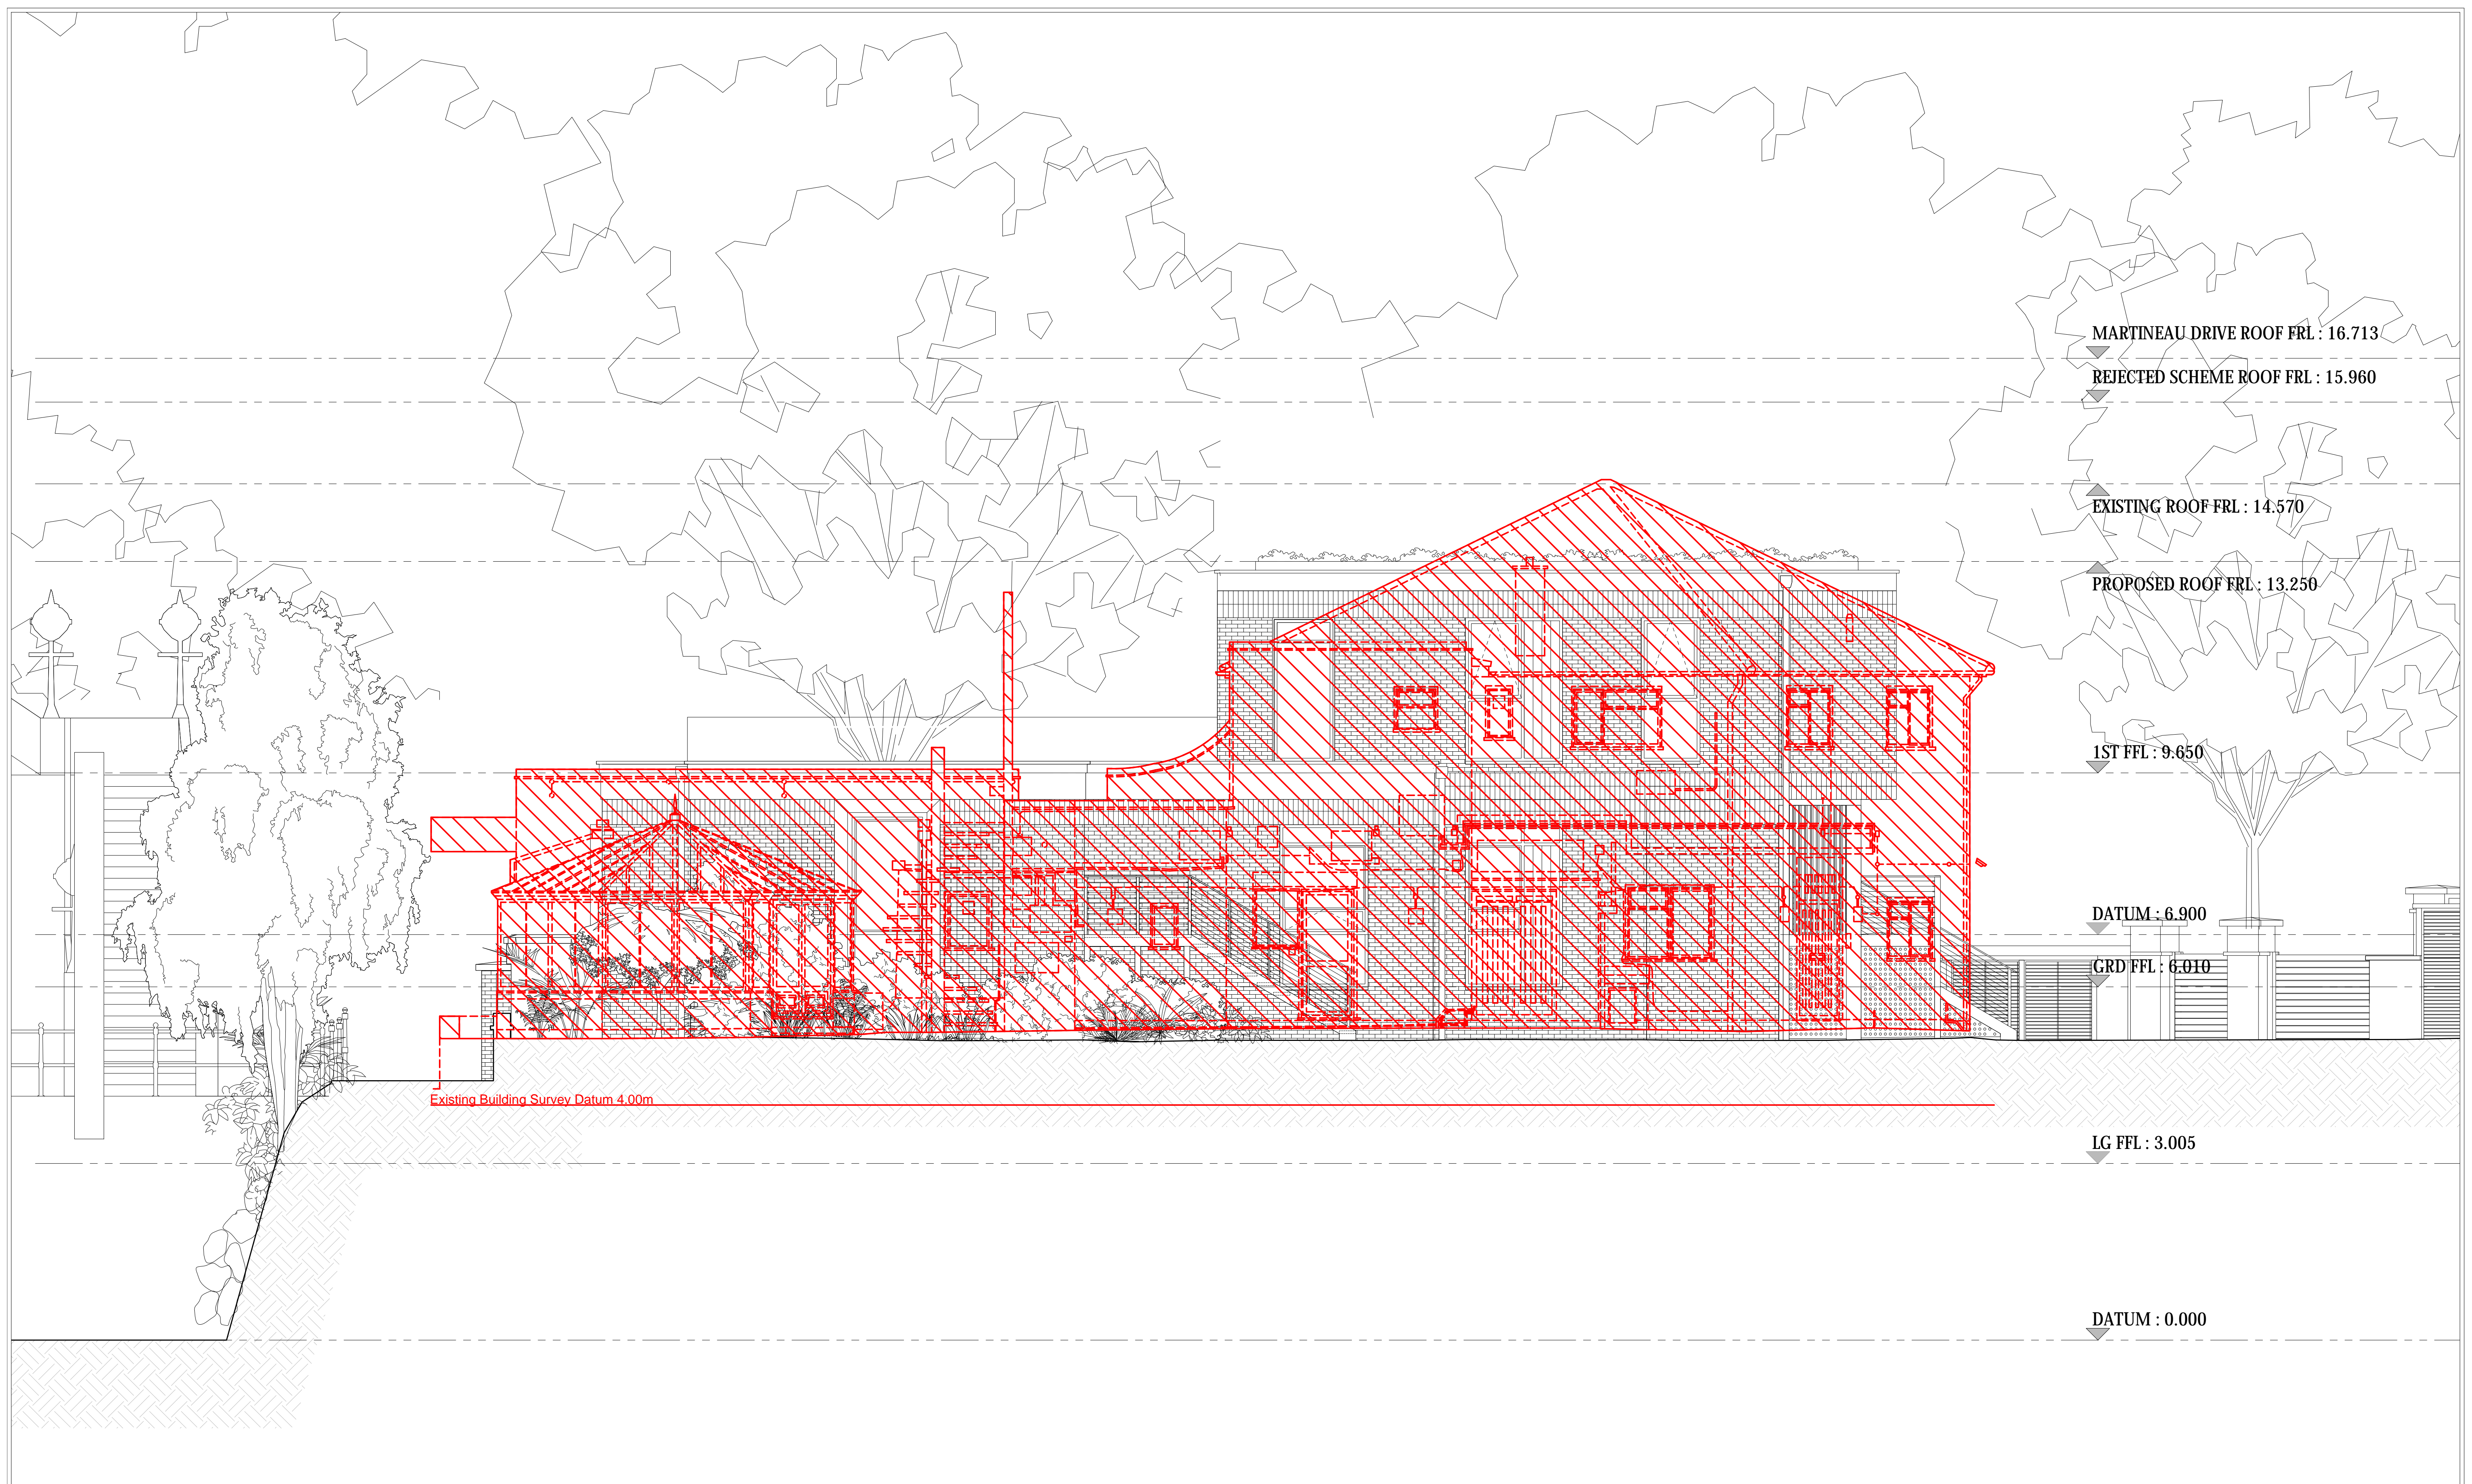 MARTINEAU DRIVE ROOF FRL : 16.713
REJECTED SCHEME ROOF FRL : 15.960
EXISTING ROOF FRL : 14.570
PROPOSED ROOF FRL : 13.250
1ST FFL : 9.650
DATUM : 6.900
GRD FFL : 6.010
Existing Building Survey Datum 4.00m
LG FFL : 3.005
DATUM : 0.000